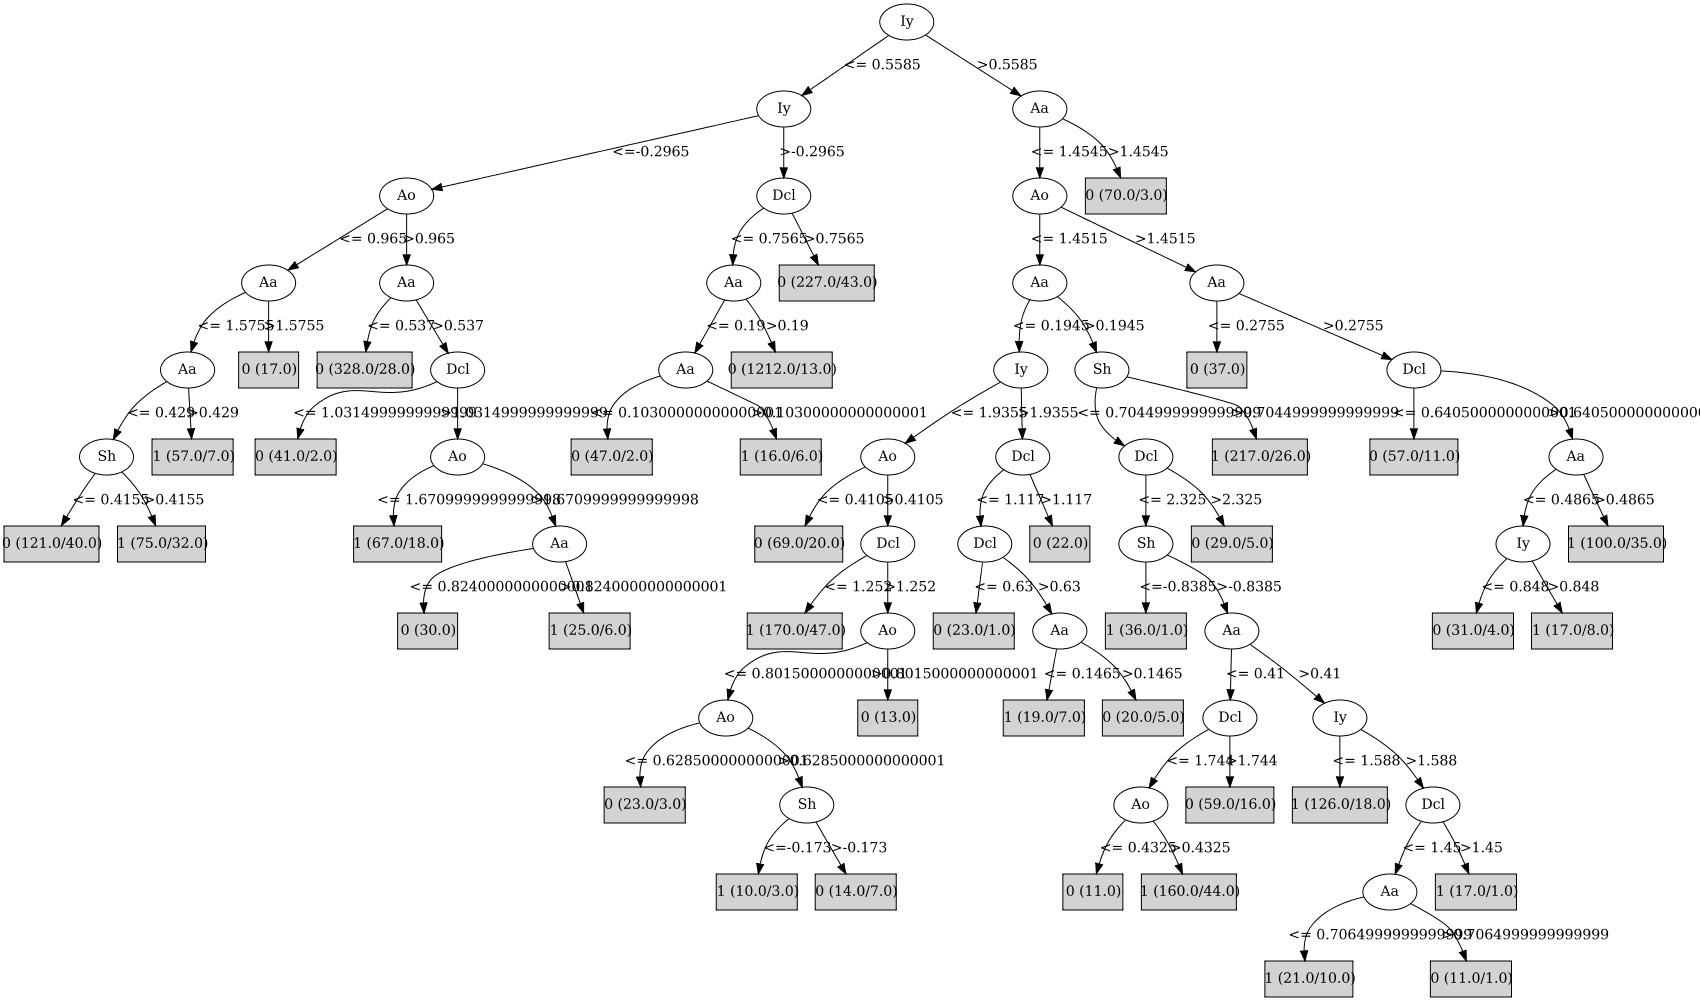 Iy
<= 0.5585 >0.5585
Iy Aa
<=-0.2965 >-0.2965 <= 1.4545 >1.4545
Ao Dcl Ao 0 (70.0/3.0)
<= 0.965 >0.965 <= 0.7565 >0.7565 <= 1.4515 >1.4515
Aa Aa Aa 0 (227.0/43.0) Aa Aa
<= 1.5755 >1.5755 <= 0.537 >0.537 <= 0.19 >0.19 <= 0.1945 >0.1945 <= 0.2755 >0.2755
Aa 0 (17.0) 0 (328.0/28.0) Dcl Aa 0 (1212.0/13.0) Iy Sh 0 (37.0) Dcl
<= 0.429 >0.429 <= 1.0314999999999999 >1.0314999999999999 <= 0.10300000000000001 >0.10300000000000001 <= 1.9355 >1.9355 <= 0.7044999999999999 >0.7044999999999999 <= 0.6405000000000001 >0.6405000000000001
Sh 1 (57.0/7.0) 0 (41.0/2.0) Ao 0 (47.0/2.0) 1 (16.0/6.0) Ao Dcl Dcl 1 (217.0/26.0) 0 (57.0/11.0) Aa
<= 0.4155 >0.4155 <= 1.6709999999999998 >1.6709999999999998 <= 0.4105 >0.4105 <= 1.117 >1.117 <= 2.325 >2.325 <= 0.4865 >0.4865
0 (121.0/40.0) 1 (75.0/32.0) 1 (67.0/18.0) Aa 0 (69.0/20.0) Dcl Dcl 0 (22.0) Sh 0 (29.0/5.0) Iy 1 (100.0/35.0)
<= 0.8240000000000001 >0.8240000000000001 <= 1.252 >1.252 <= 0.63 >0.63 <=-0.8385 >-0.8385 <= 0.848 >0.848
0 (30.0) 1 (25.0/6.0) 1 (170.0/47.0) Ao 0 (23.0/1.0) Aa 1 (36.0/1.0) Aa 0 (31.0/4.0) 1 (17.0/8.0)
<= 0.8015000000000001 >0.8015000000000001 <= 0.1465 >0.1465 <= 0.41 >0.41
Ao 0 (13.0) 1 (19.0/7.0) 0 (20.0/5.0) Dcl Iy
<= 0.6285000000000001 >0.6285000000000001 <= 1.744 >1.744 <= 1.588 >1.588
0 (23.0/3.0) Sh Ao 0 (59.0/16.0) 1 (126.0/18.0) Dcl
<=-0.173 >-0.173 <= 0.4325 >0.4325 <= 1.45 >1.45
1 (10.0/3.0) 0 (14.0/7.0) 0 (11.0) 1 (160.0/44.0) Aa 1 (17.0/1.0)
<= 0.7064999999999999 >0.7064999999999999
1 (21.0/10.0) 0 (11.0/1.0)